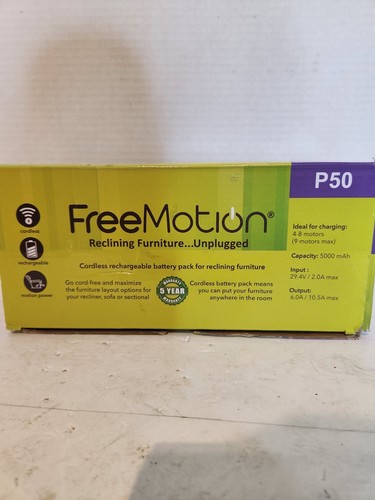 P50
FreeMotion®
Reclining Furniture...Unplugged
cordless
rechargeable
motion power
Cordless rechargeable battery pack for reclining furniture
Go cord-free and maximize
the furniture layout options for
your recliner, sofa or sectional
WARRANTY
5 YEAR
WARRANTY
Cordless battery pack means
you can put your furniture
anywhere in the room
Ideal for charging:
4-8 motors
(9 motors max)
Capacity: 5000 mAh
Input :
29.4V / 2.0A max
Output:
6.0A / 10.5A max